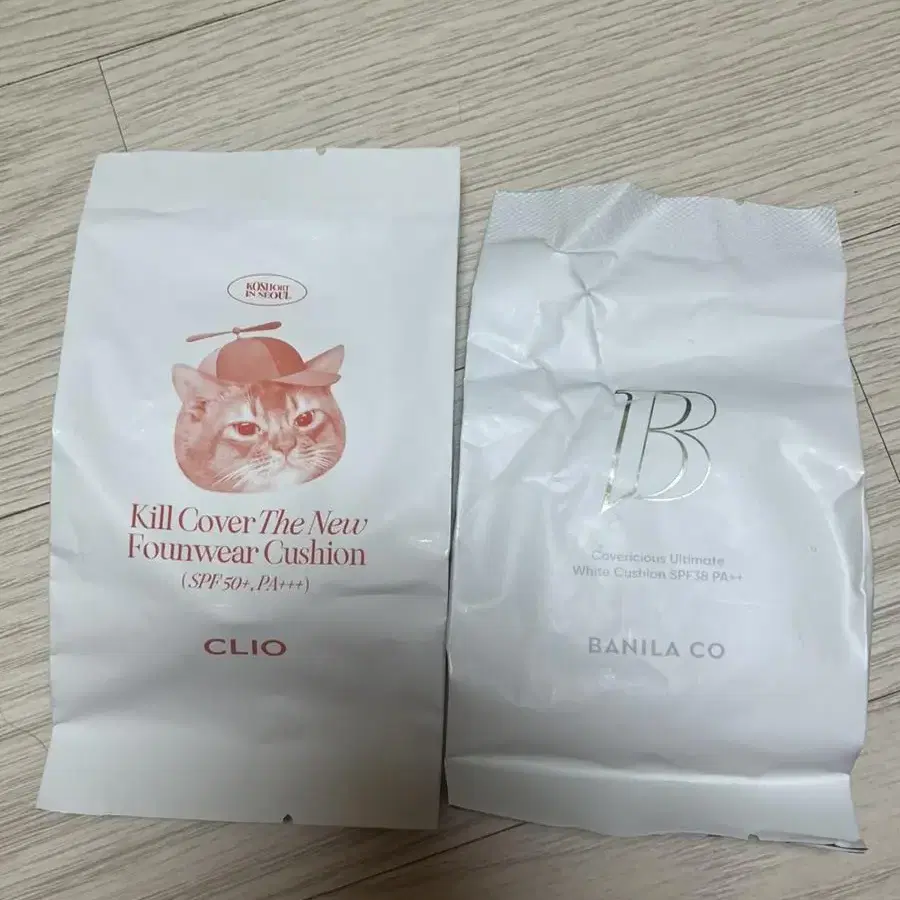 KOSHORT
IN SEOUL
Kill Cover The New
Founwear Cushion
(SPF 50+, PA+++)
CLIO
B
Covericious Ultimate
White Cushion SPF38 PA++
BANILA CO